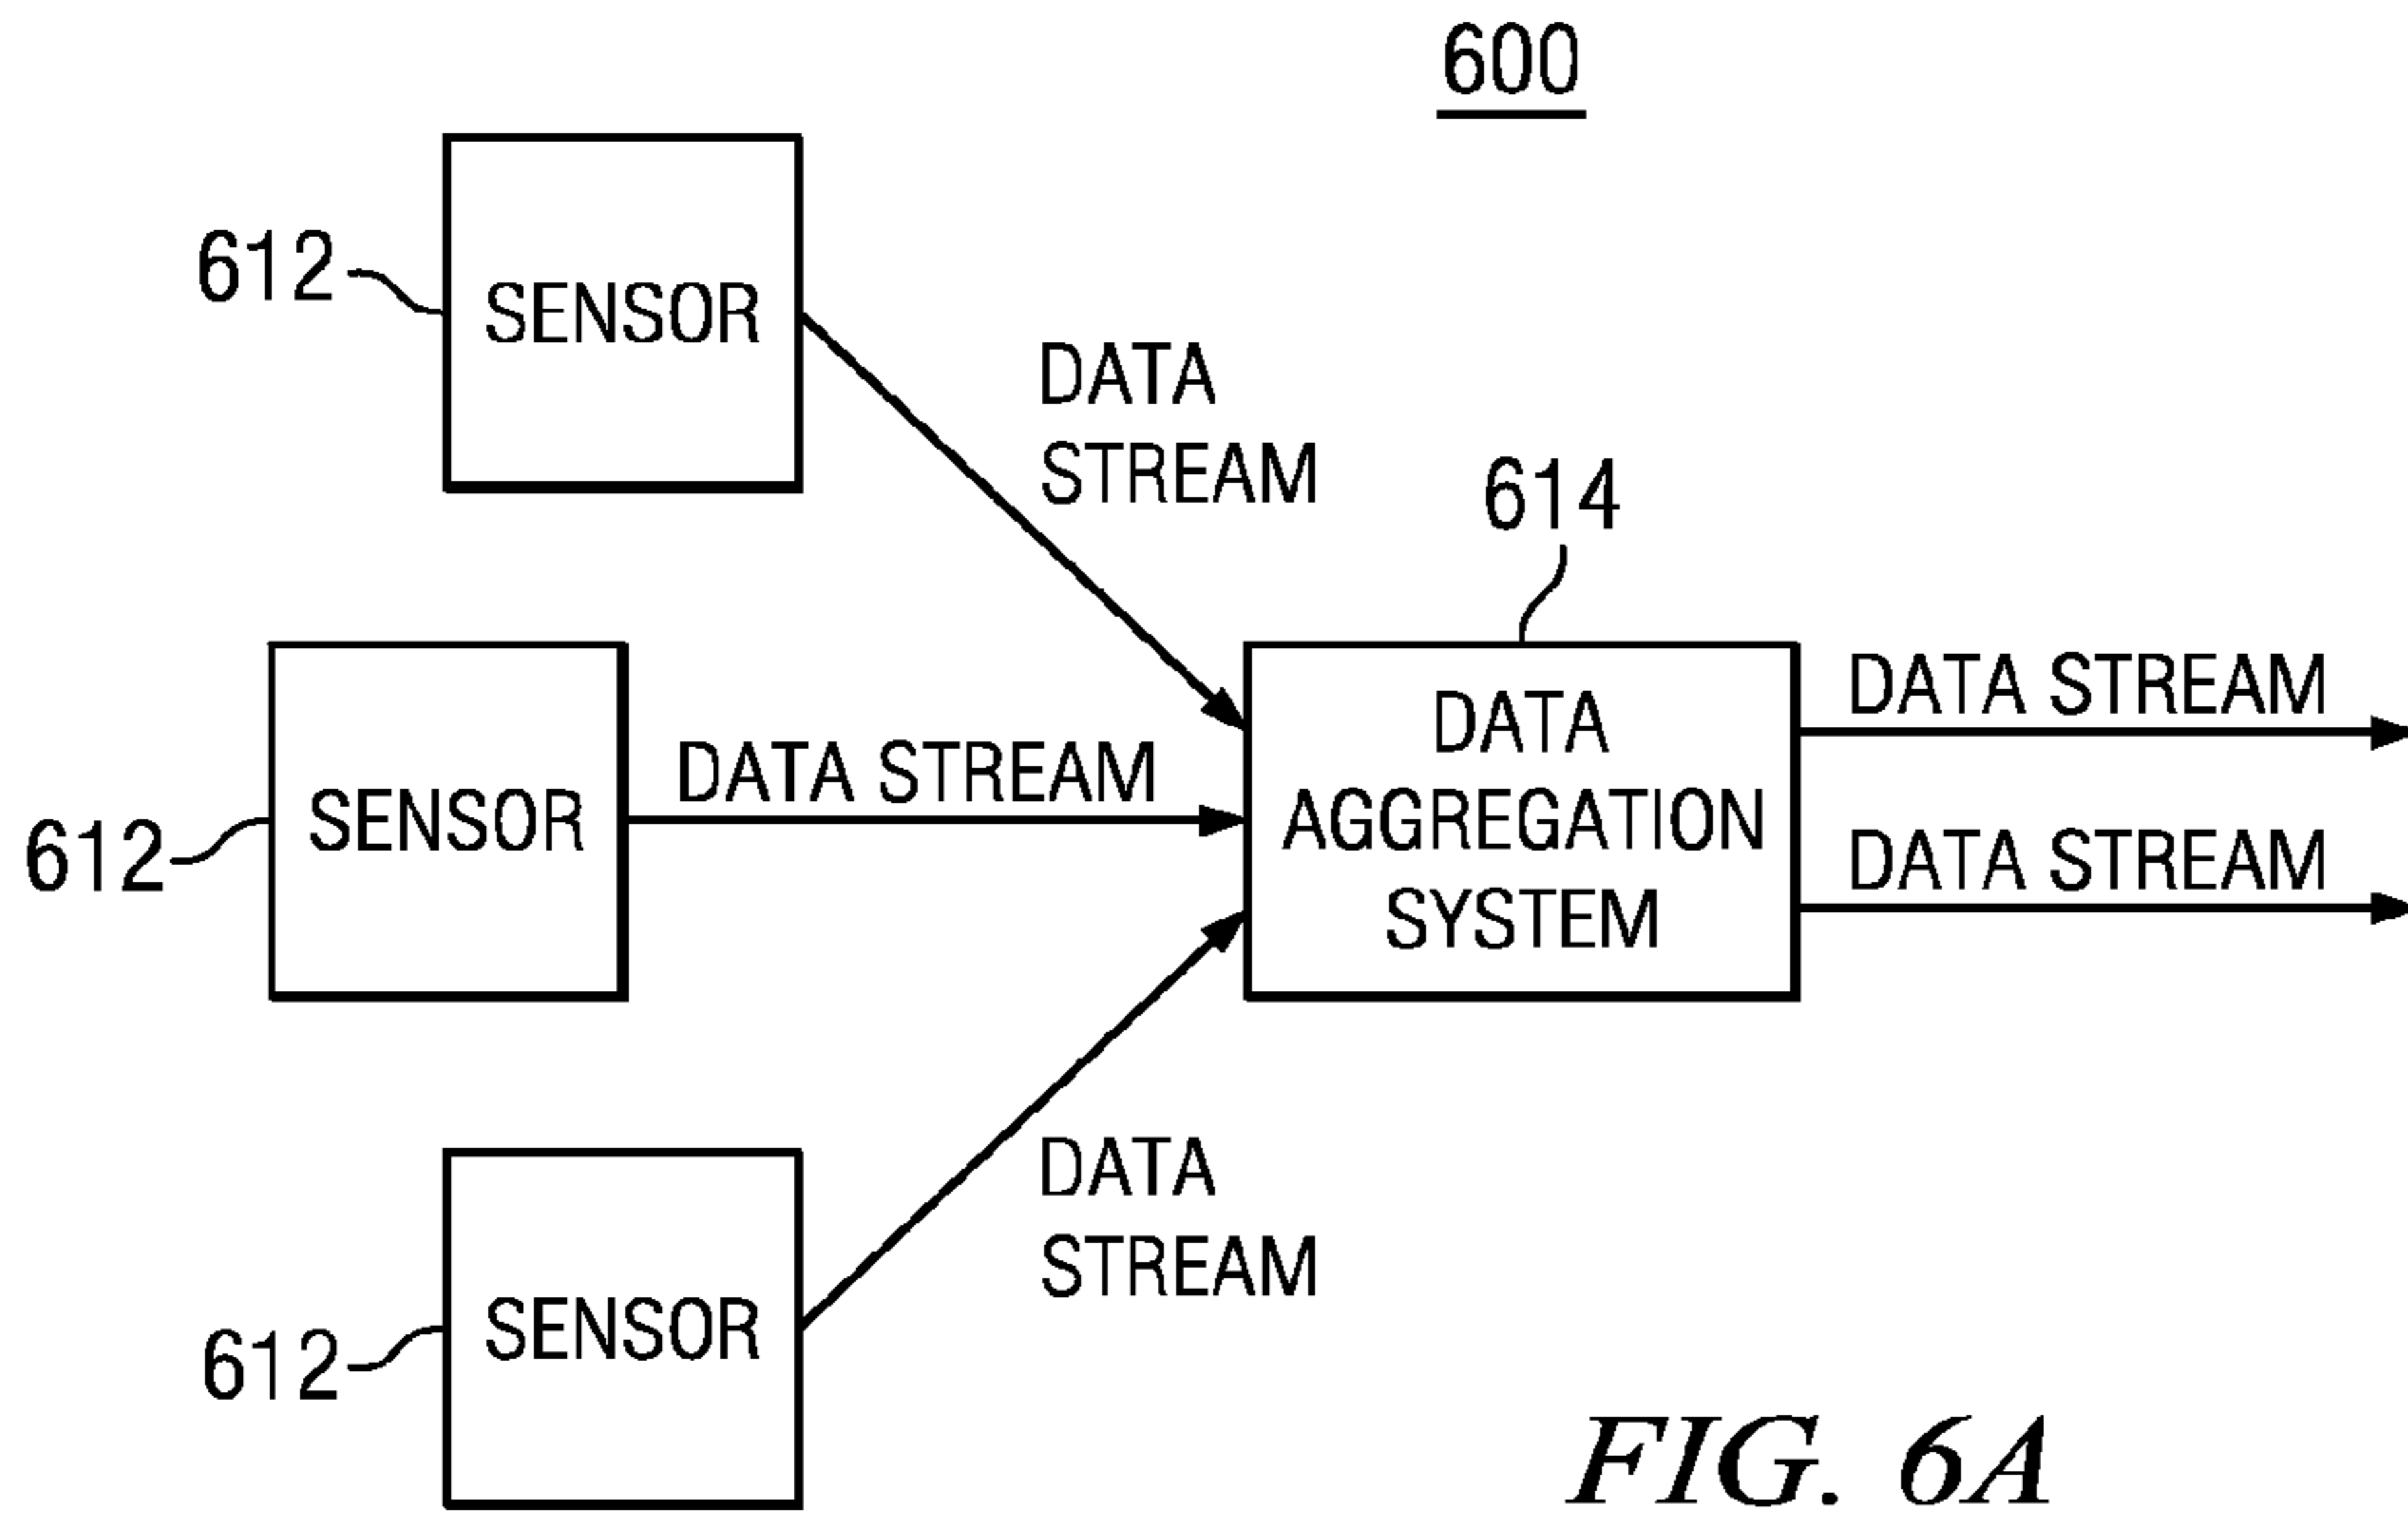 600
612
SENSOR
DATA
STREAM
614
612
SENSOR
DATA STREAM
DATA
AGGREGATION
SYSTEM
DATA STREAM
DATA STREAM
612
SENSOR
DATA
STREAM
FIG. 6A